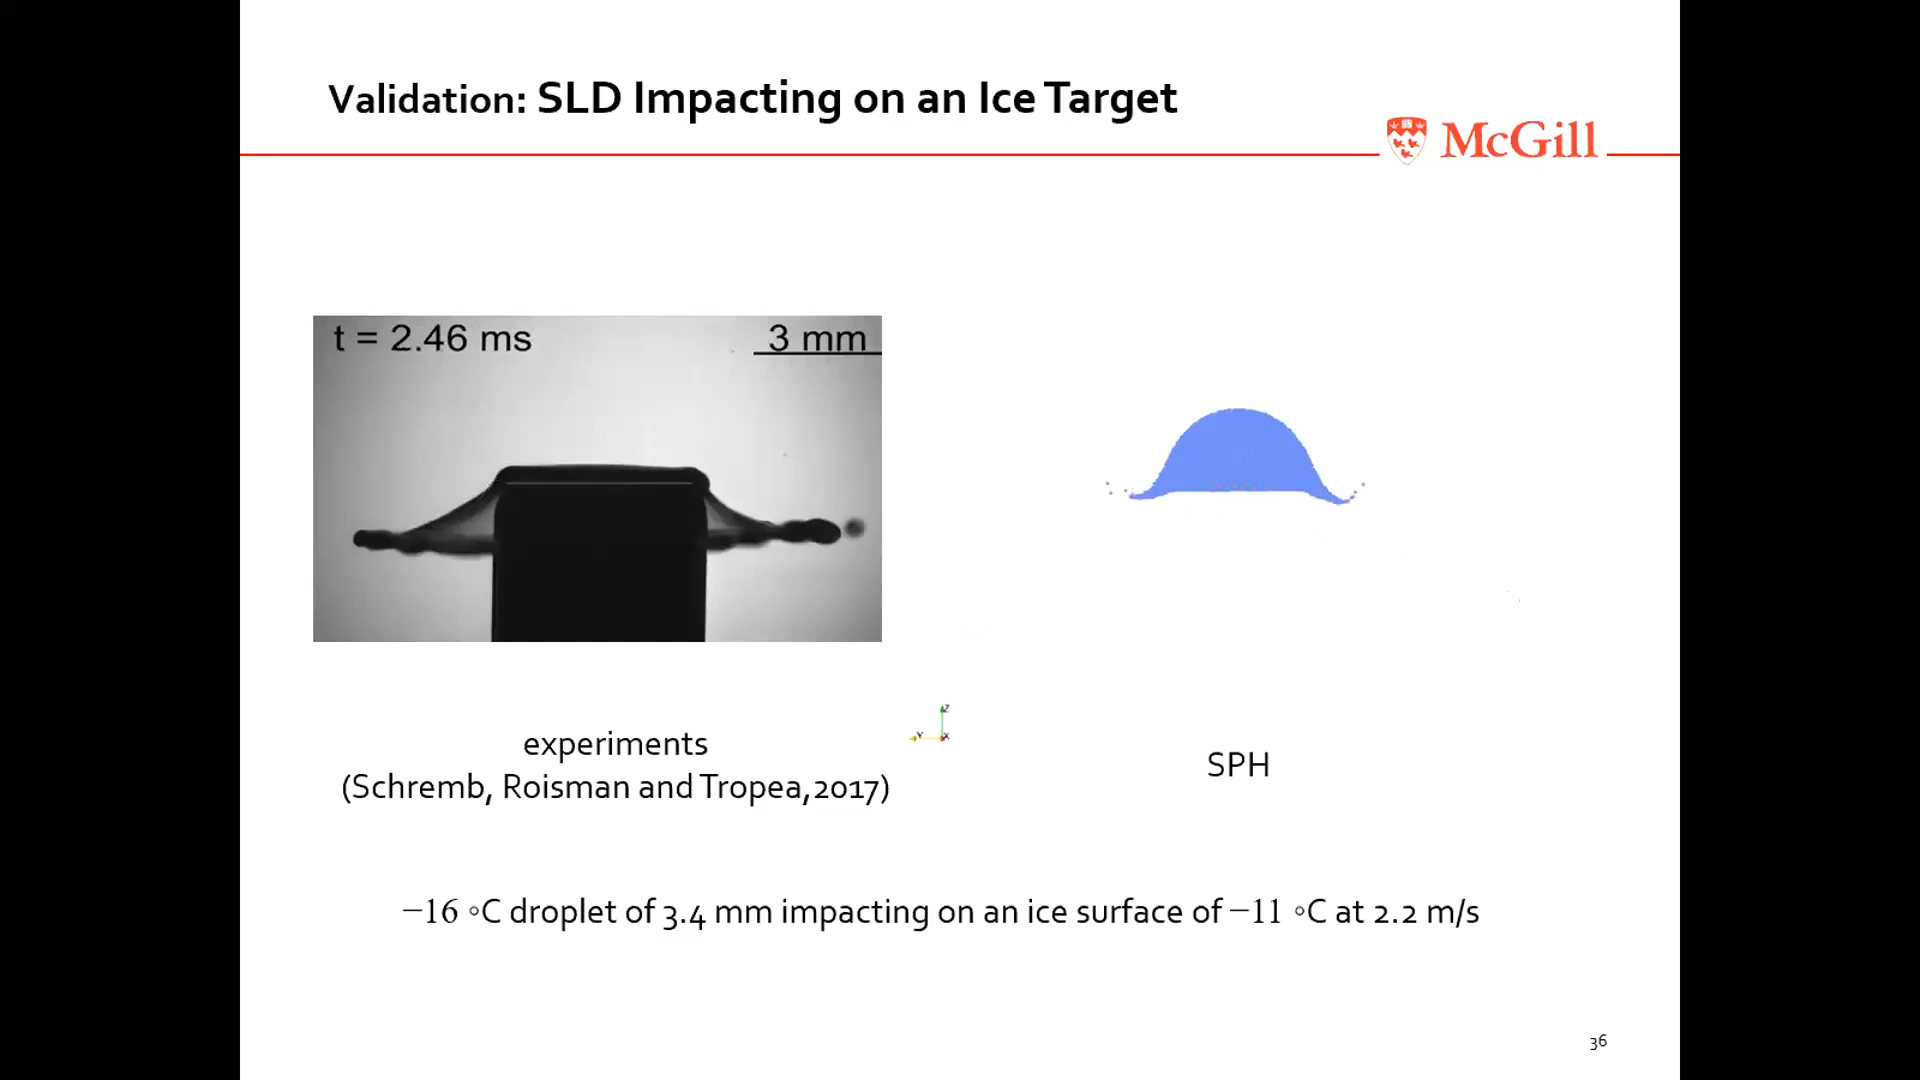 Validation: SLD Impacting on an Ice Target
McGill
t = 2.46 ms
3 mm
Z
Y
X
experiments
(Schremb, Roisman and Tropea,2017)
SPH
−16 ∘C droplet of 3.4 mm impacting on an ice surface of −11 ∘C at 2.2 m/s
36